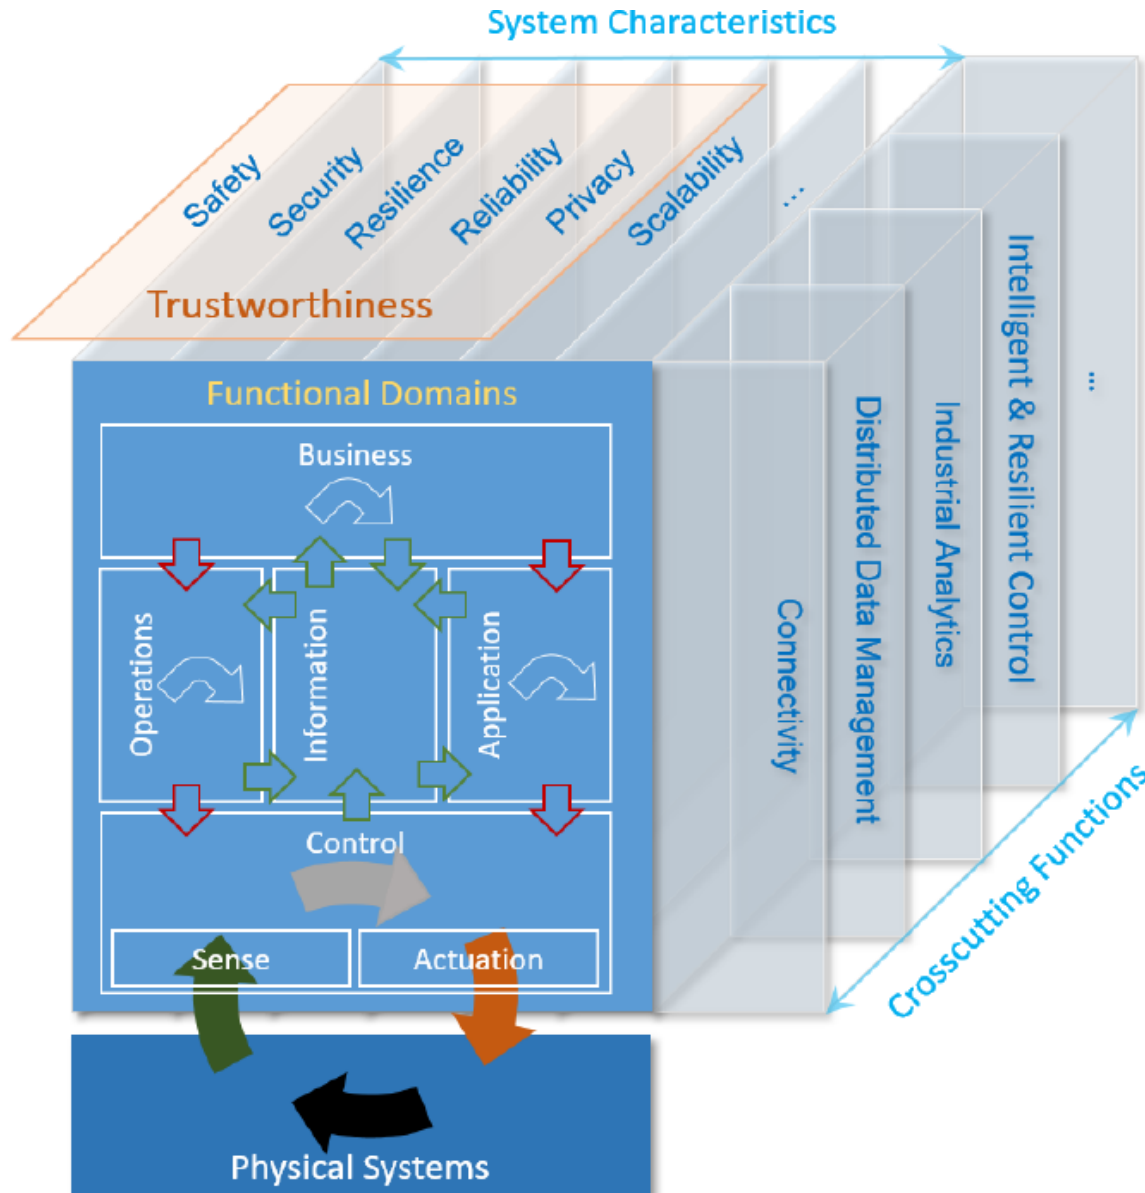 System Characteristics
Safety
Security
Resilience
Reliability
Privacy
Scalability
...
Trustworthiness
Functional Domains
Business
Operations
Information
Application
Control
Sense
Actuation
Physical Systems
Connectivity
Distributed Data Management
Industrial Analytics
Intelligent & Resilient Control
...
Crosscutting Functions